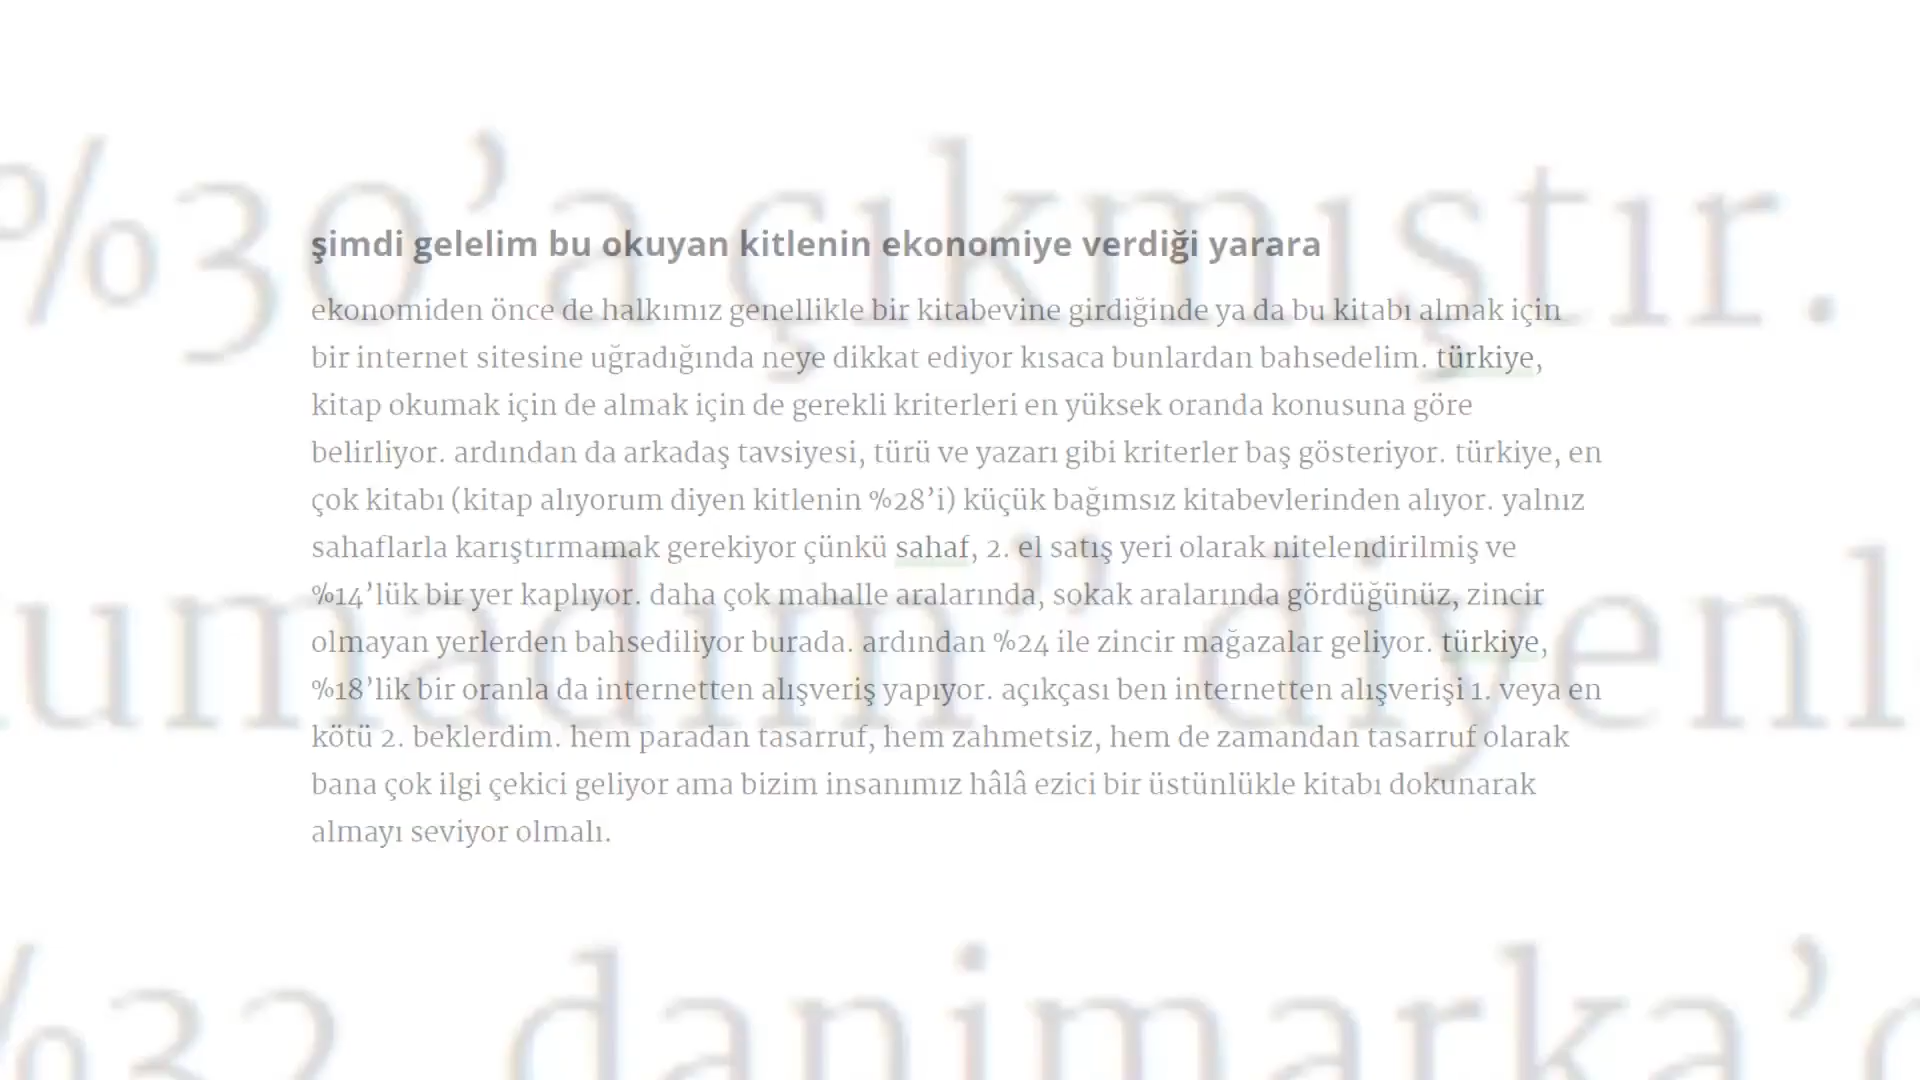 %30’a çıkmıştır.
şimdi gelelim bu okuyan kitlenin ekonomiye verdiği yarara
ekonomiden önce de halkımız genellikle bir kitabevine girdiğinde ya da bu kitabı almak için
bir internet sitesine uğradığında neye dikkat ediyor kısaca bunlardan bahsedelim. türkiye,
kitap okumak için de almak için de gerekli kriterleri en yüksek oranda konusuna göre
belirliyor. ardından da arkadaş tavsiyesi, türü ve yazarı gibi kriterler baş gösteriyor. türkiye, en
çok kitabı (kitap alıyorum diyen kitlenin %28’i) küçük bağımsız kitabevlerinden alıyor. yalnız
sahaflarla karıştırmamak gerekiyor çünkü sahaf, 2. el satış yeri olarak nitelendirilmiş ve
%14’lük bir yer kaplıyor. daha çok mahalle aralarında, sokak aralarında gördüğünüz, zincir
olmayan yerlerden bahsediliyor burada. ardından %24 ile zincir mağazalar geliyor. türkiye,
%18’lik bir oranla da internetten alışveriş yapıyor. açıkçası ben internetten alışverişi 1. veya en
kötü 2. beklerdim. hem paradan tasarruf, hem zahmetsiz, hem de zamandan tasarruf olarak
bana çok ilgi çekici geliyor ama bizim insanımız hâlâ ezici bir üstünlükle kitabı dokunarak
almayı seviyor olmalı.
umadım” diyenl
%32 danimarka’